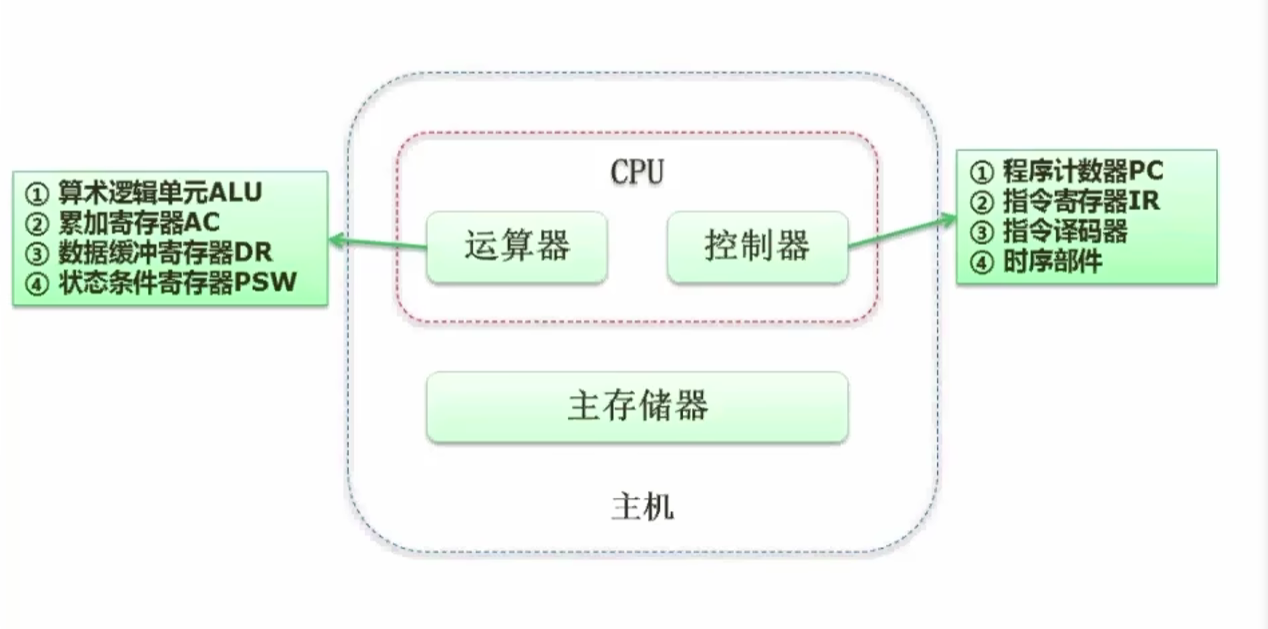 CPU
运算器
控制器
① 算术逻辑单元ALU
② 累加寄存器AC
③ 数据缓冲寄存器DR
④ 状态条件寄存器PSW
① 程序计数器PC
② 指令寄存器IR
③ 指令译码器
④ 时序部件
主存储器
主机